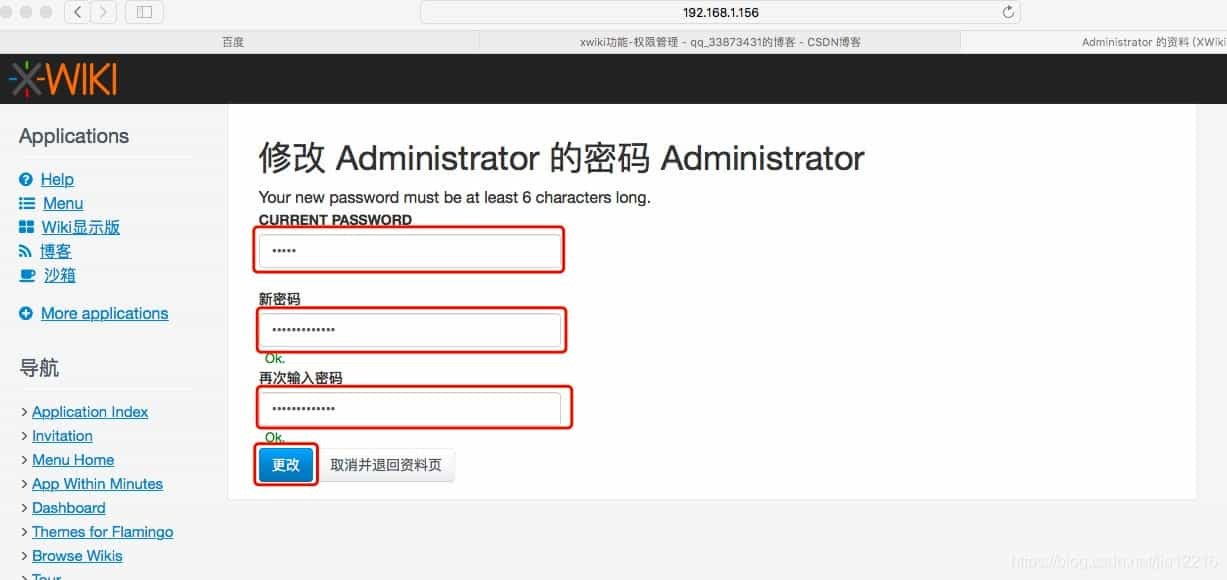 192.168.1.156
百度
xwiki功能-权限管理 - qq_33873431的博客 - CSDN博客
Administrator 的资料 (XWiki
X-WIKI
Applications
Help
Menu
Wiki显示版
博客
沙箱
More applications
导航
Application Index
Invitation
Menu Home
App Within Minutes
Dashboard
Themes for Flamingo
Browse Wikis
Tour
修改 Administrator 的密码 Administrator
Your new password must be at least 6 characters long.
CURRENT PASSWORD
•••••
新密码
•••••••••••••
Ok.
再次输入密码
•••••••••••••
Ok.
更改
取消并退回资料页
https://blog.csdn.net/lin12216